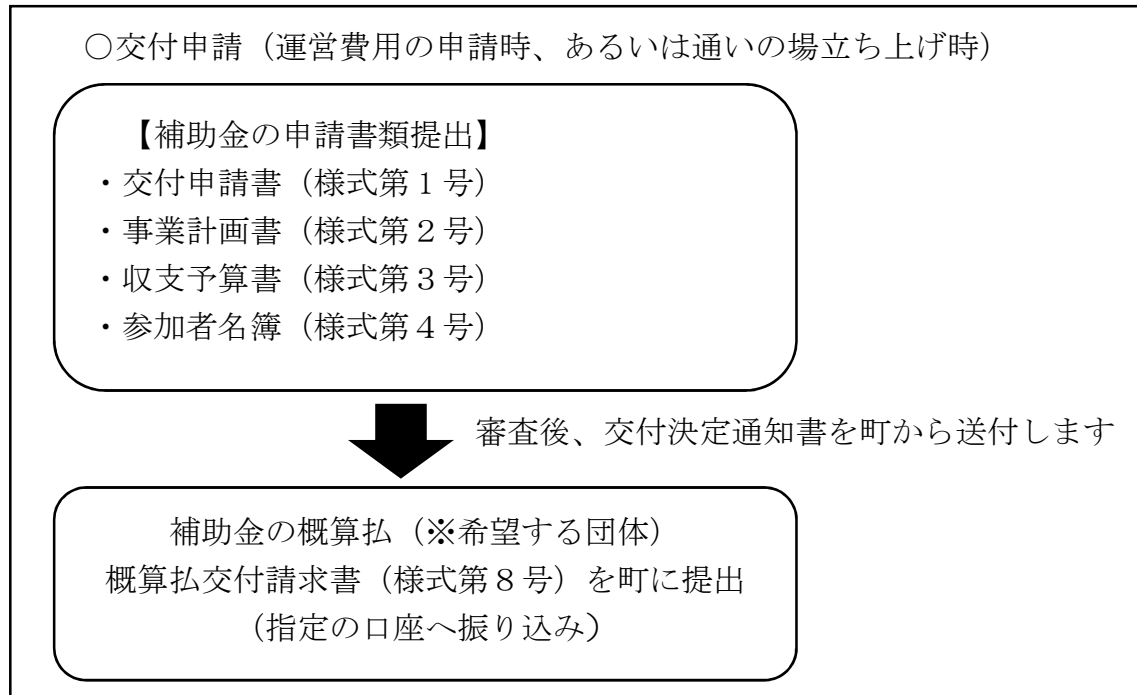 ○交付申請（運営費用の申請時、あるいは通いの場立ち上げ時）
【補助金の申請書類提出】
・交付申請書（様式第１号）
・事業計画書（様式第２号）
・収支予算書（様式第３号）
・参加者名簿（様式第４号）
審査後、交付決定通知書を町から送付します
補助金の概算払（※希望する団体）
概算払交付請求書（様式第８号）を町に提出
（指定の口座へ振り込み）